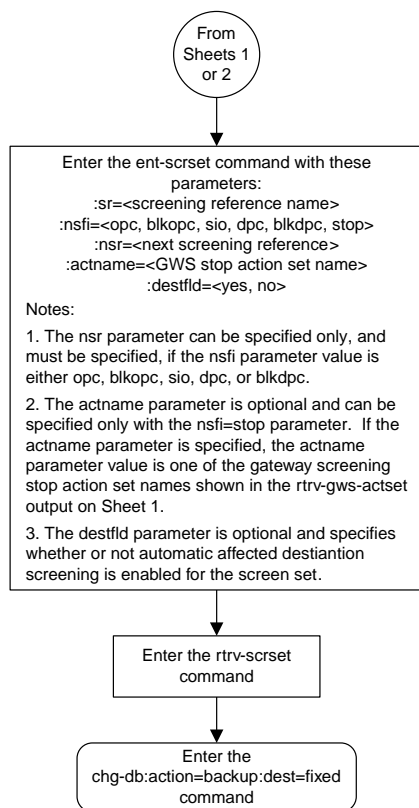 From
Sheets 1
or 2
Enter the ent-scrset command with these
parameters:
:sr=<screening reference name>
:nsfi=<opc, blkopc, sio, dpc, blkdpc, stop>
:nsr=<next screening reference>
:actname=<GWS stop action set name>
:destfld=<yes, no>
Notes:
1. The nsr parameter can be specified only, and
must be specified, if the nsfi parameter value is
either opc, blkopc, sio, dpc, or blkdpc.
2. The actname parameter is optional and can be
specified only with the nsfi=stop parameter. If the
actname parameter is specified, the actname
parameter value is one of the gateway screening
stop action set names shown in the rtrv-gws-actset
output on Sheet 1.
3. The destfld parameter is optional and specifies
whether or not automatic affected destiantion
screening is enabled for the screen set.
Enter the rtrv-scrset
command
Enter the
chg-db:action=backup:dest=fixed
command